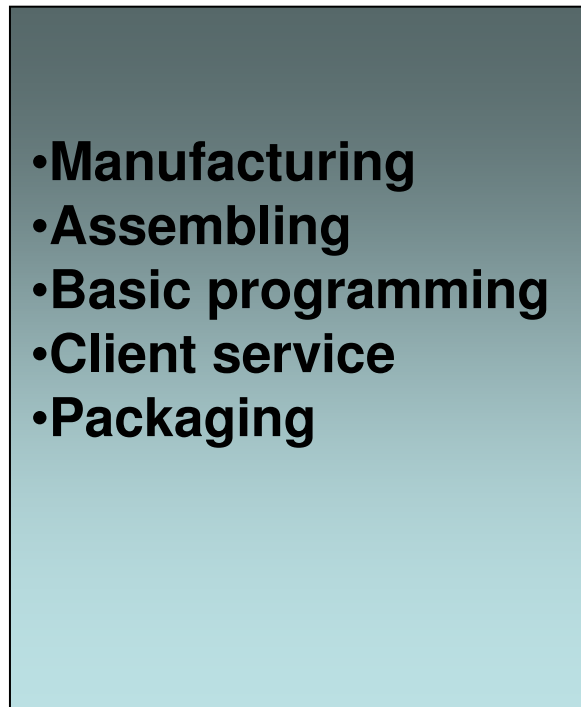 •Manufacturing
•Assembling
•Basic programming
•Client service
•Packaging